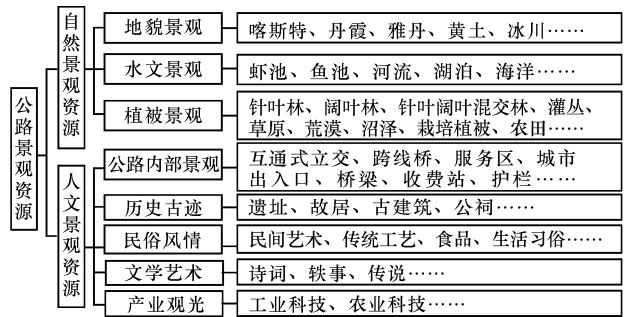 公路景观资源
自然景观资源
地貌景观
喀斯特、丹霞、雅丹、黄土、冰川……
水文景观
虾池、鱼池、河流、湖泊、海洋……
植被景观
针叶林、阔叶林、针叶阔叶混交林、灌丛、
草原、荒漠、沼泽、栽培植被、农田……
人文景观资源
公路内部景观
互通式立交、跨线桥、服务区、城市
出入口、桥梁、收费站、护栏……
历史古迹
遗址、故居、古建筑、公祠……
民俗风情
民间艺术、传统工艺、食品、生活习俗……
文学艺术
诗词、轶事、传说……
产业观光
工业科技、农业科技……